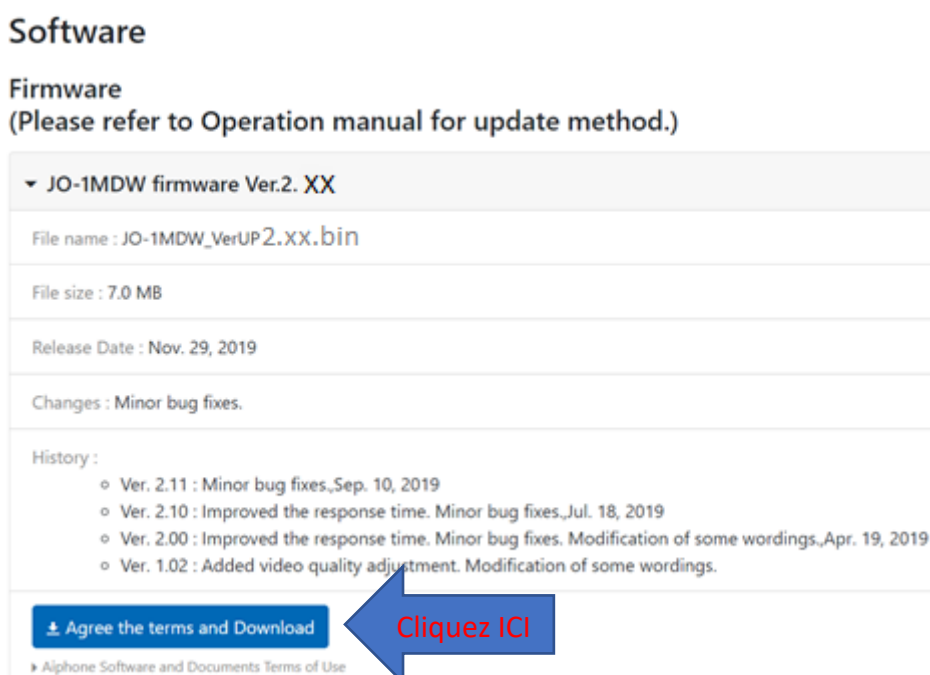 Software
Firmware
(Please refer to Operation manual for update method.)
JO-1MDW firmware Ver.2. XX
File name : JO-1MDW_VerUP2.xx.bin
File size : 7.0 MB
Release Date : Nov. 29, 2019
Changes : Minor bug fixes.
History :
Ver. 2.11 : Minor bug fixes.,Sep. 10, 2019
Ver. 2.10 : Improved the response time. Minor bug fixes.,Jul. 18, 2019
Ver. 2.00 : Improved the response time. Minor bug fixes. Modification of some wordings.,Apr. 19, 2019
Ver. 1.02 : Added video quality adjustment. Modification of some wordings.
Agree the terms and Download
Cliquez ICI
Aiphone Software and Documents Terms of Use